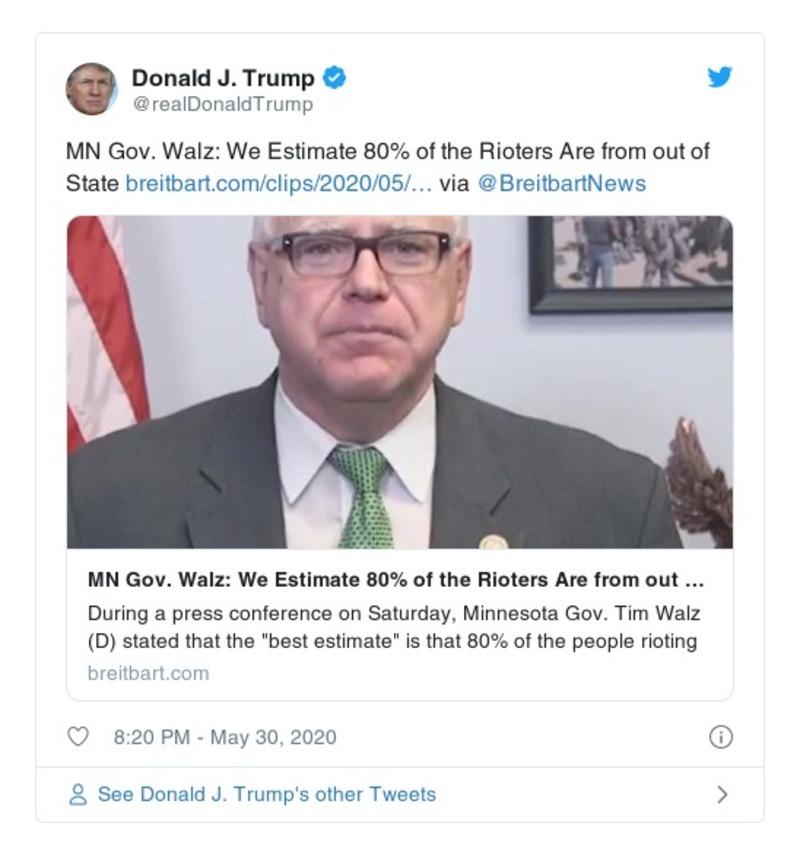 Donald J. Trump
@realDonaldTrump
MN Gov. Walz: We Estimate 80% of the Rioters Are from out of
State breitbart.com/clips/2020/05/… via @BreitbartNews
MN Gov. Walz: We Estimate 80% of the Rioters Are from out ...
During a press conference on Saturday, Minnesota Gov. Tim Walz
(D) stated that the "best estimate" is that 80% of the people rioting
breitbart.com
8:20 PM - May 30, 2020
See Donald J. Trump's other Tweets